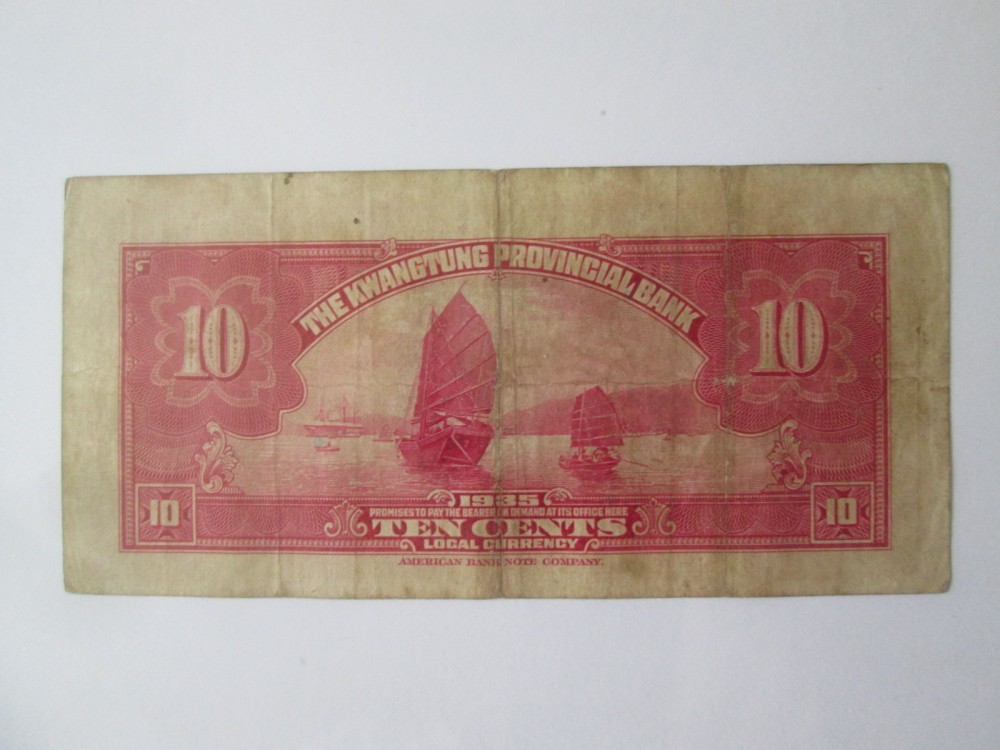 THE KWANGTUNG PROVINCIAL BANK
10
10
1935
PROMISES TO PAY THE BEARER ON DEMAND AT ITS OFFICE HERE
10
TEN CENTS
10
LOCAL CURRENCY
AMERICAN BANK NOTE COMPANY.